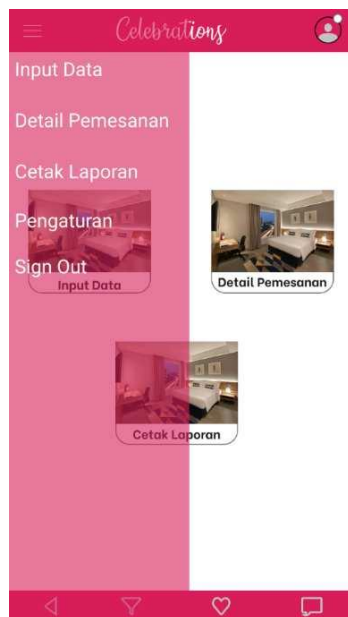 Celebrations
Input Data
Detail Pemesanan
Cetak Laporan
Pengaturan
Sign Out
Input Data
Detail Pemesanan
Cetak Laporan